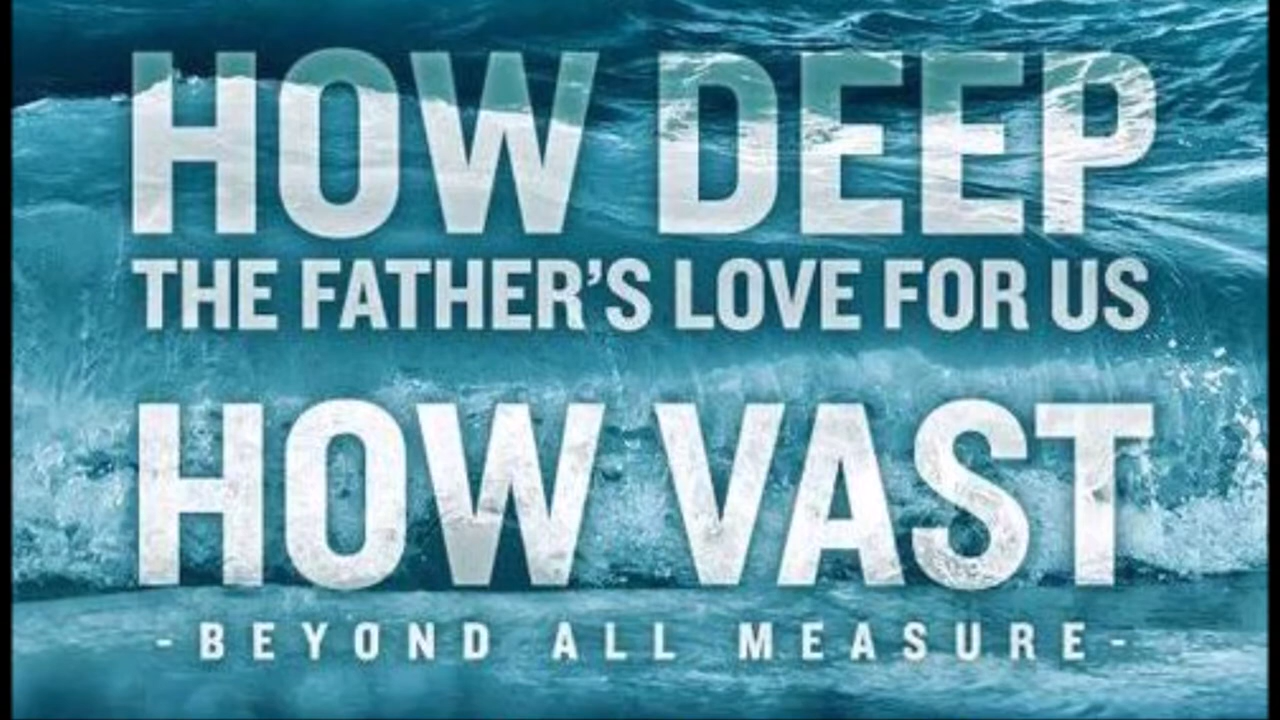 HOW DEEP
THE FATHER'S LOVE FOR US
HOW VAST
-BEYOND ALL MEASURE-